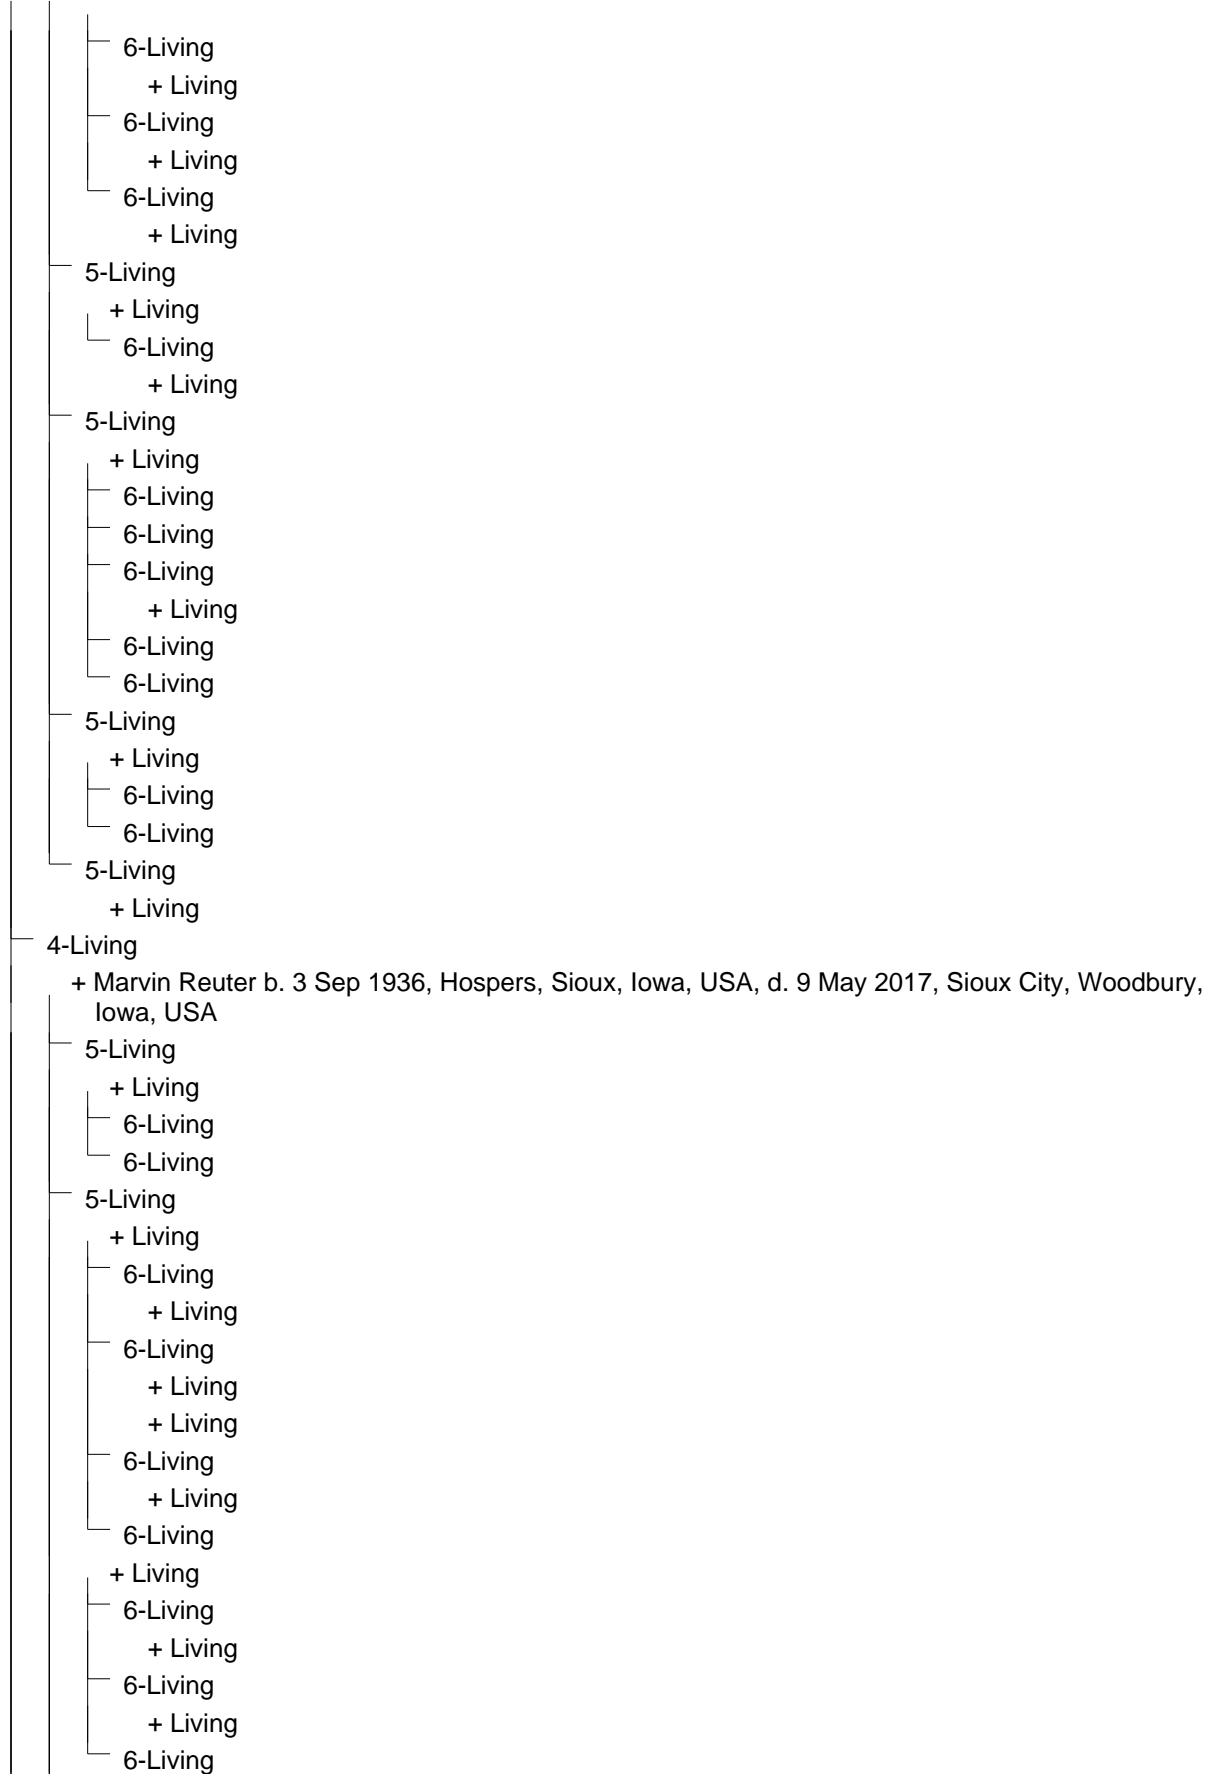 6-Living
+ Living
6-Living
+ Living
6-Living
+ Living
5-Living
+ Living
6-Living
+ Living
5-Living
+ Living
6-Living
6-Living
6-Living
+ Living
6-Living
6-Living
5-Living
+ Living
6-Living
6-Living
5-Living
+ Living
4-Living
+ Marvin Reuter b. 3 Sep 1936, Hospers, Sioux, Iowa, USA, d. 9 May 2017, Sioux City, Woodbury,
Iowa, USA
5-Living
+ Living
6-Living
6-Living
5-Living
+ Living
6-Living
+ Living
6-Living
+ Living
+ Living
6-Living
+ Living
6-Living
+ Living
6-Living
+ Living
6-Living
+ Living
6-Living